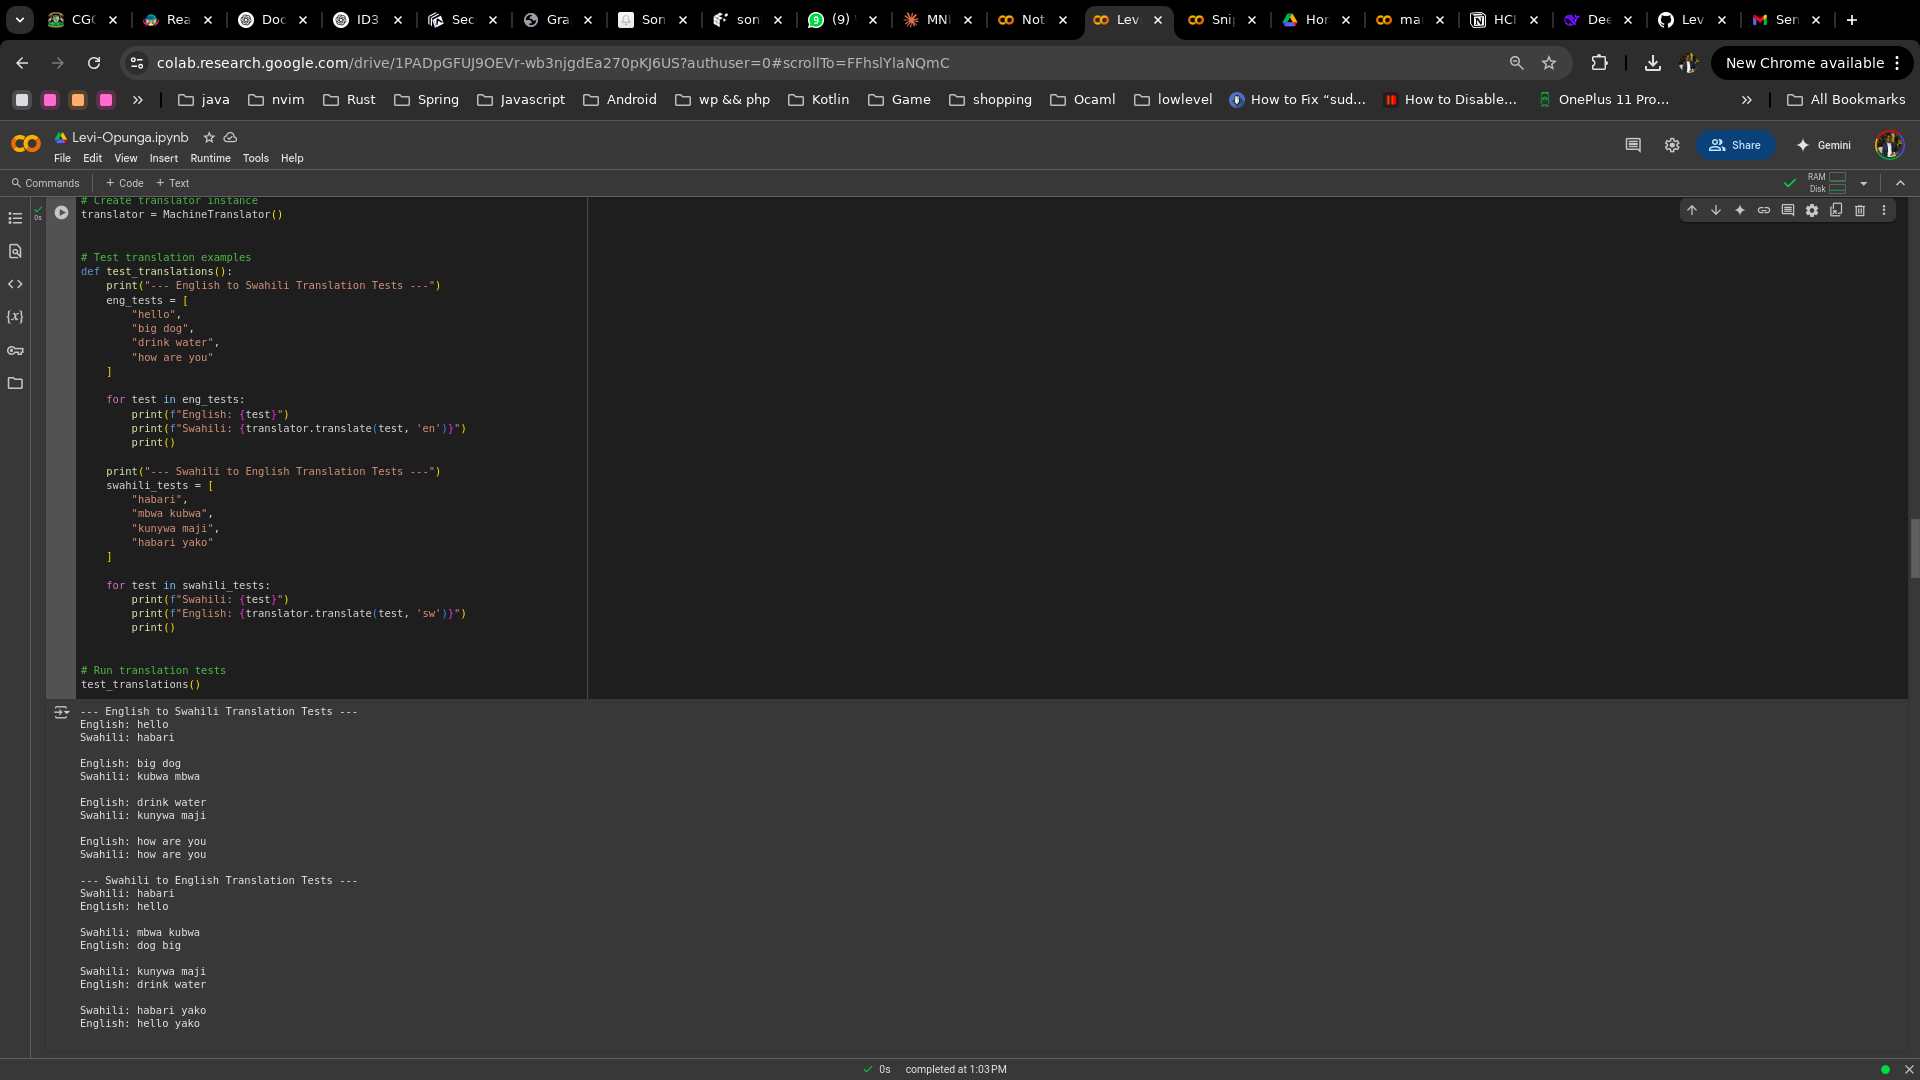 CGC
Rea
Doc
ID3
Sec
Gra
Son
son
(9)
MNI
Not
Lev
Snip
Hor
ma
HCI
Dee
Lev
Sen
colab.research.google.com/drive/1PADpGFUJ9OEVr-wb3njgdEa270pKJ6US?authuser=0#scrollTo=FFhslYlaNQmC
New Chrome available
java
nvim
Rust
Spring
Javascript
Android
wp && php
Kotlin
Game
shopping
Ocaml
lowlevel
How to Fix “sud...
How to Disable...
OnePlus 11 Pro...
All Bookmarks
Levi-Opunga.ipynb
File Edit View Insert Runtime Tools Help
Share
Gemini
Commands + Code + Text
RAM
Disk
0s
# Create translator instance
translator = MachineTranslator()
# Test translation examples
def test_translations():
print("--- English to Swahili Translation Tests ---")
eng_tests = [
"hello",
"big dog",
"drink water",
"how are you"
]
for test in eng_tests:
print(f"English: {test}")
print(f"Swahili: {translator.translate(test, 'en')}")
print()
print("--- Swahili to English Translation Tests ---")
swahili_tests = [
"habari",
"mbwa kubwa",
"kunywa maji",
"habari yako"
]
for test in swahili_tests:
print(f"Swahili: {test}")
print(f"English: {translator.translate(test, 'sw')}")
print()
# Run translation tests
test_translations()
--- English to Swahili Translation Tests ---
English: hello
Swahili: habari
English: big dog
Swahili: kubwa mbwa
English: drink water
Swahili: kunywa maji
English: how are you
Swahili: how are you
--- Swahili to English Translation Tests ---
Swahili: habari
English: hello
Swahili: mbwa kubwa
English: dog big
Swahili: kunywa maji
English: drink water
Swahili: habari yako
English: hello yako
0s completed at 1:03 PM